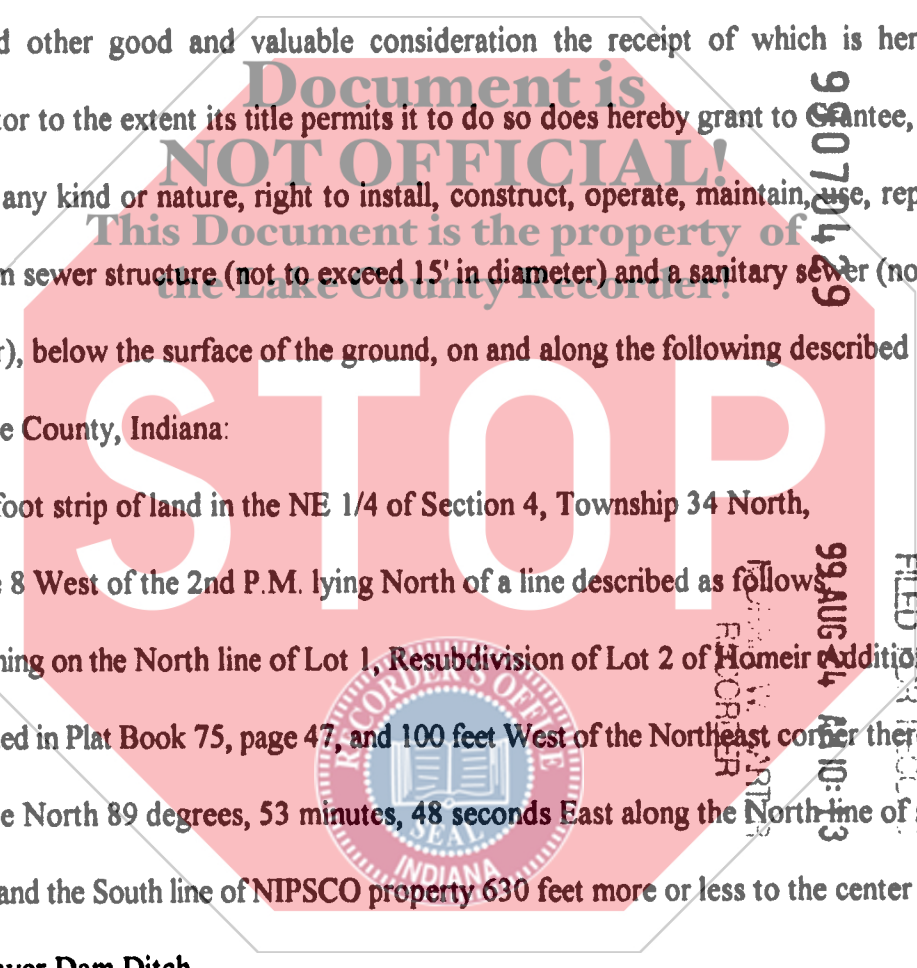 d other good and valuable consideration the receipt of which is her
Document is
tor to the extent its title permits it to do so does hereby grant to Grantee,
NOT OFFICIAL!
any kind or nature, right to install, construct, operate, maintain, use, rep
This Document is the property of
m sewer structure (not to exceed 15' in diameter) and a sanitary sewer (no
the Lake County Recorder!
r), below the surface of the ground, on and along the following described
STOP
e County, Indiana:
foot strip of land in the NE 1/4 of Section 4, Township 34 North,
8 West of the 2nd P.M. lying North of a line described as follows
ning on the North line of Lot 1, Resubdivision of Lot 2 of Homeir Additio
ed in Plat Book 75, page 47, and 100 feet West of the Northeast corner ther
e North 89 degrees, 53 minutes, 48 seconds East along the North line of
and the South line of NIPSCO property 630 feet more or less to the center
Dam Ditch
RECORDER'S OFFICE
SEAL
INDIANA
99070429
99 AUG 24 AM 10:
RECORDER
FILED